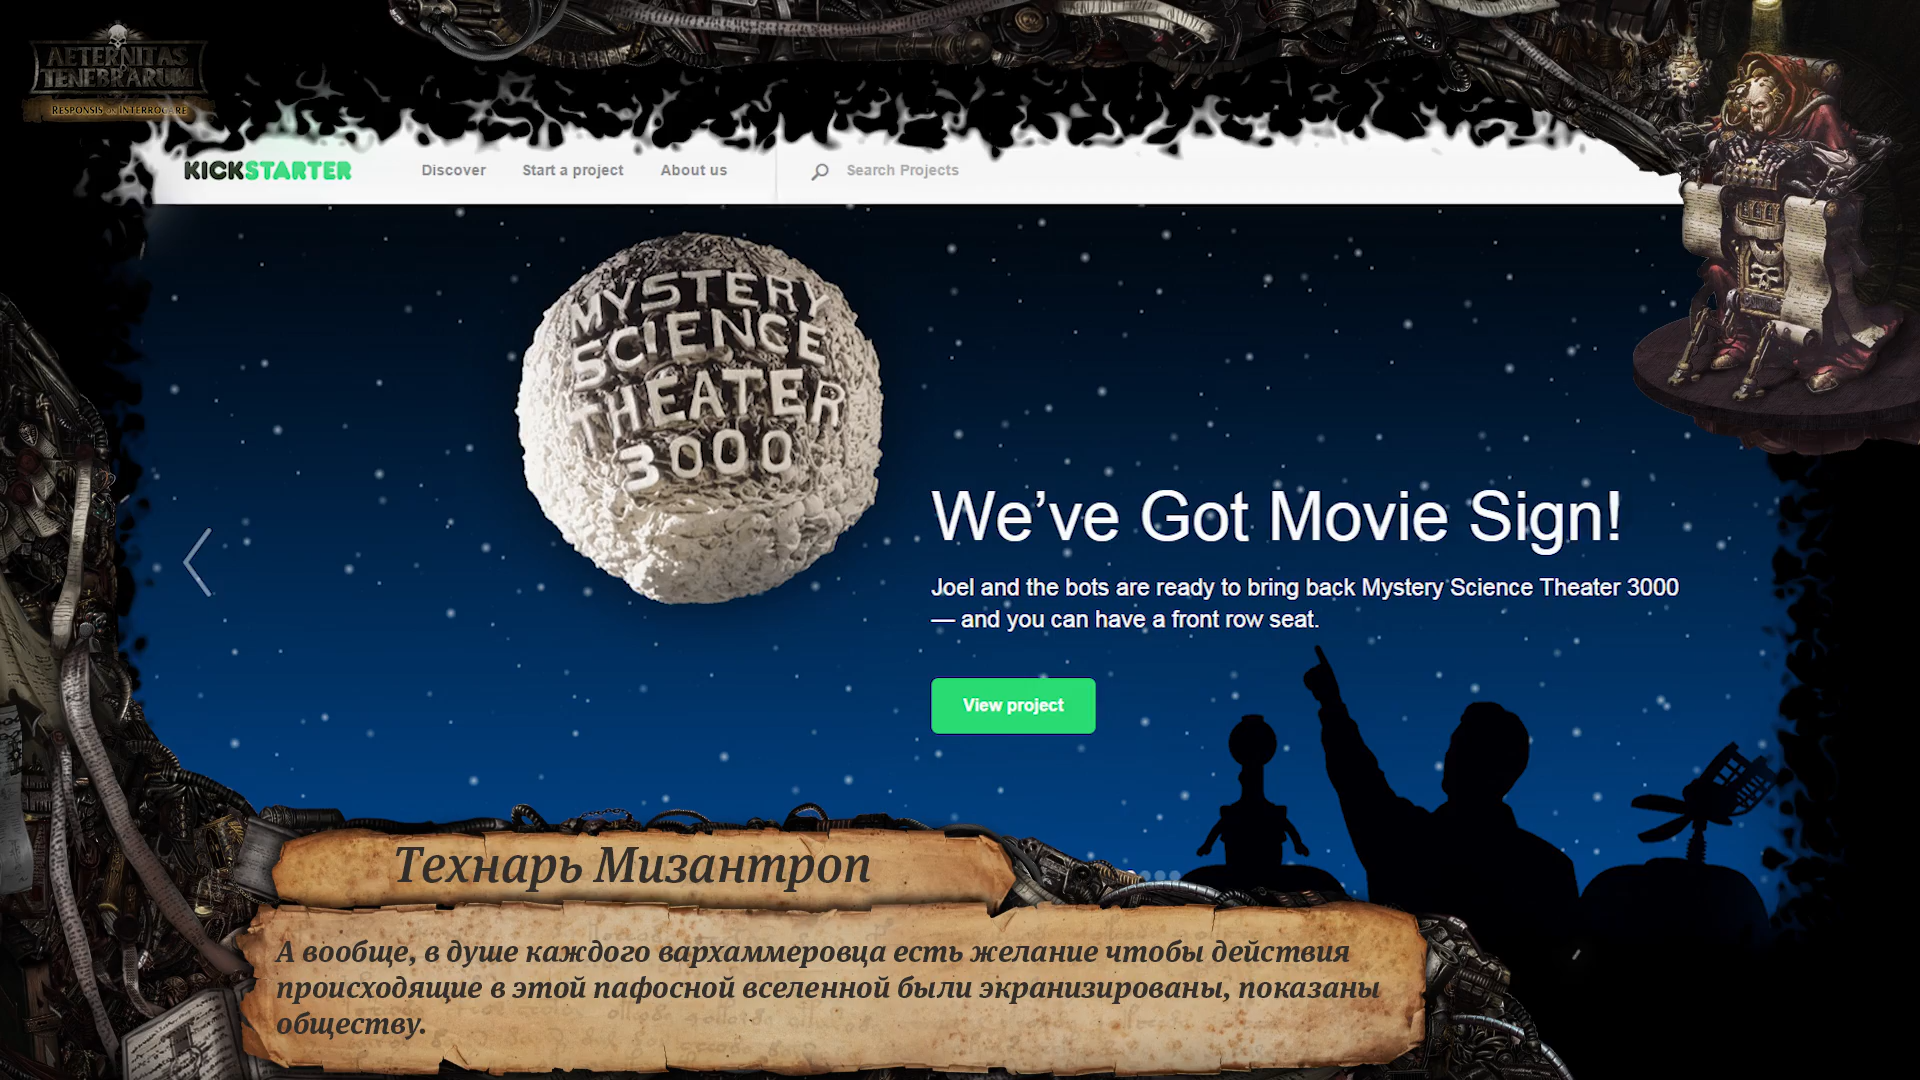 AETERNITAS
TENEBRARUM
RESPONSIS AD INTERROGARE
KICKSTARTER
Discover
Start a project
About us
Search Projects
MYSTERY
SCIENCE
THEATER
3000
We’ve Got Movie Sign!
Joel and the bots are ready to bring back Mystery Science Theater 3000
— and you can have a front row seat.
View project
Технарь Мизантроп
А вообще, в душе каждого вархаммеровца есть желание чтобы действия
происходящие в этой пафосной вселенной были экранизированы, показаны
обществу.